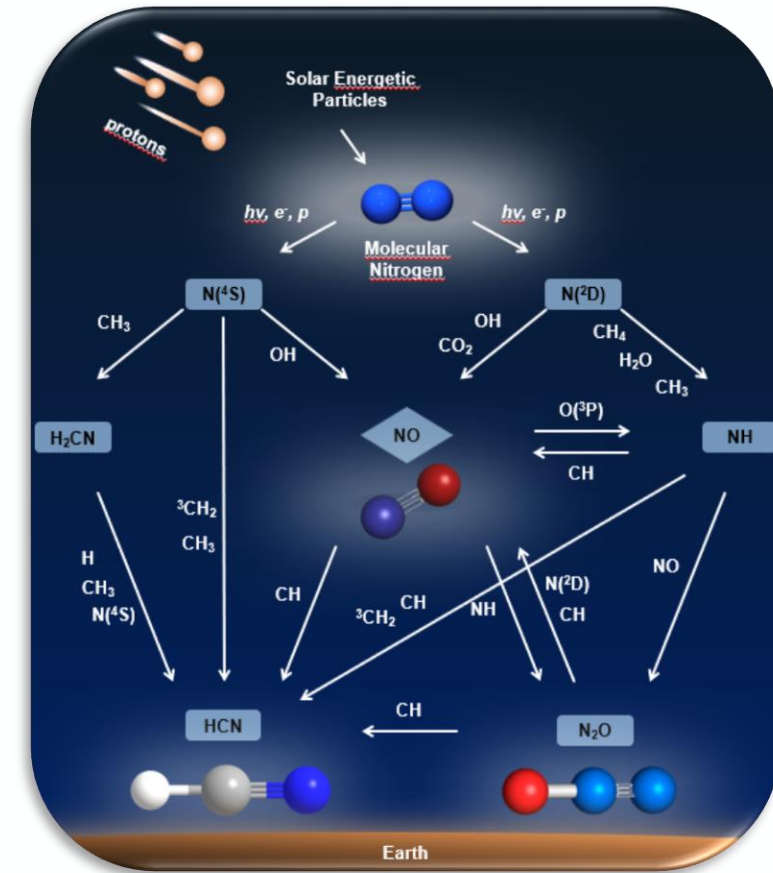 Solar Energetic
Particles
protons
hν, e⁻, p
hν, e⁻, p
Molecular
Nitrogen
N(⁴S)
N(²D)
CH₃
OH
OH
CO₂
CH₄
H₂O
CH₃
H₂CN
NO
O(³P)
CH
NH
³CH₂
CH₃
H
CH₃
N(⁴S)
CH
³CH₂
CH
NH
N(²D)
CH
NO
HCN
CH
N₂O
Earth